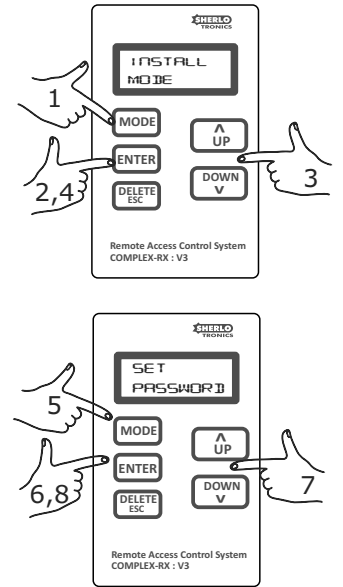 SHERLO
TRONICS
INSTALL
MODE
1
MODE
UP
ENTER
2,4
3
DOWN
DELETE
ESC
Remote Access Control System
COMPLEX-RX : V3
SHERLO
TRONICS
SET
PASSWORD
5
MODE
UP
ENTER
6,8
7
DOWN
DELETE
ESC
Remote Access Control System
COMPLEX-RX : V3